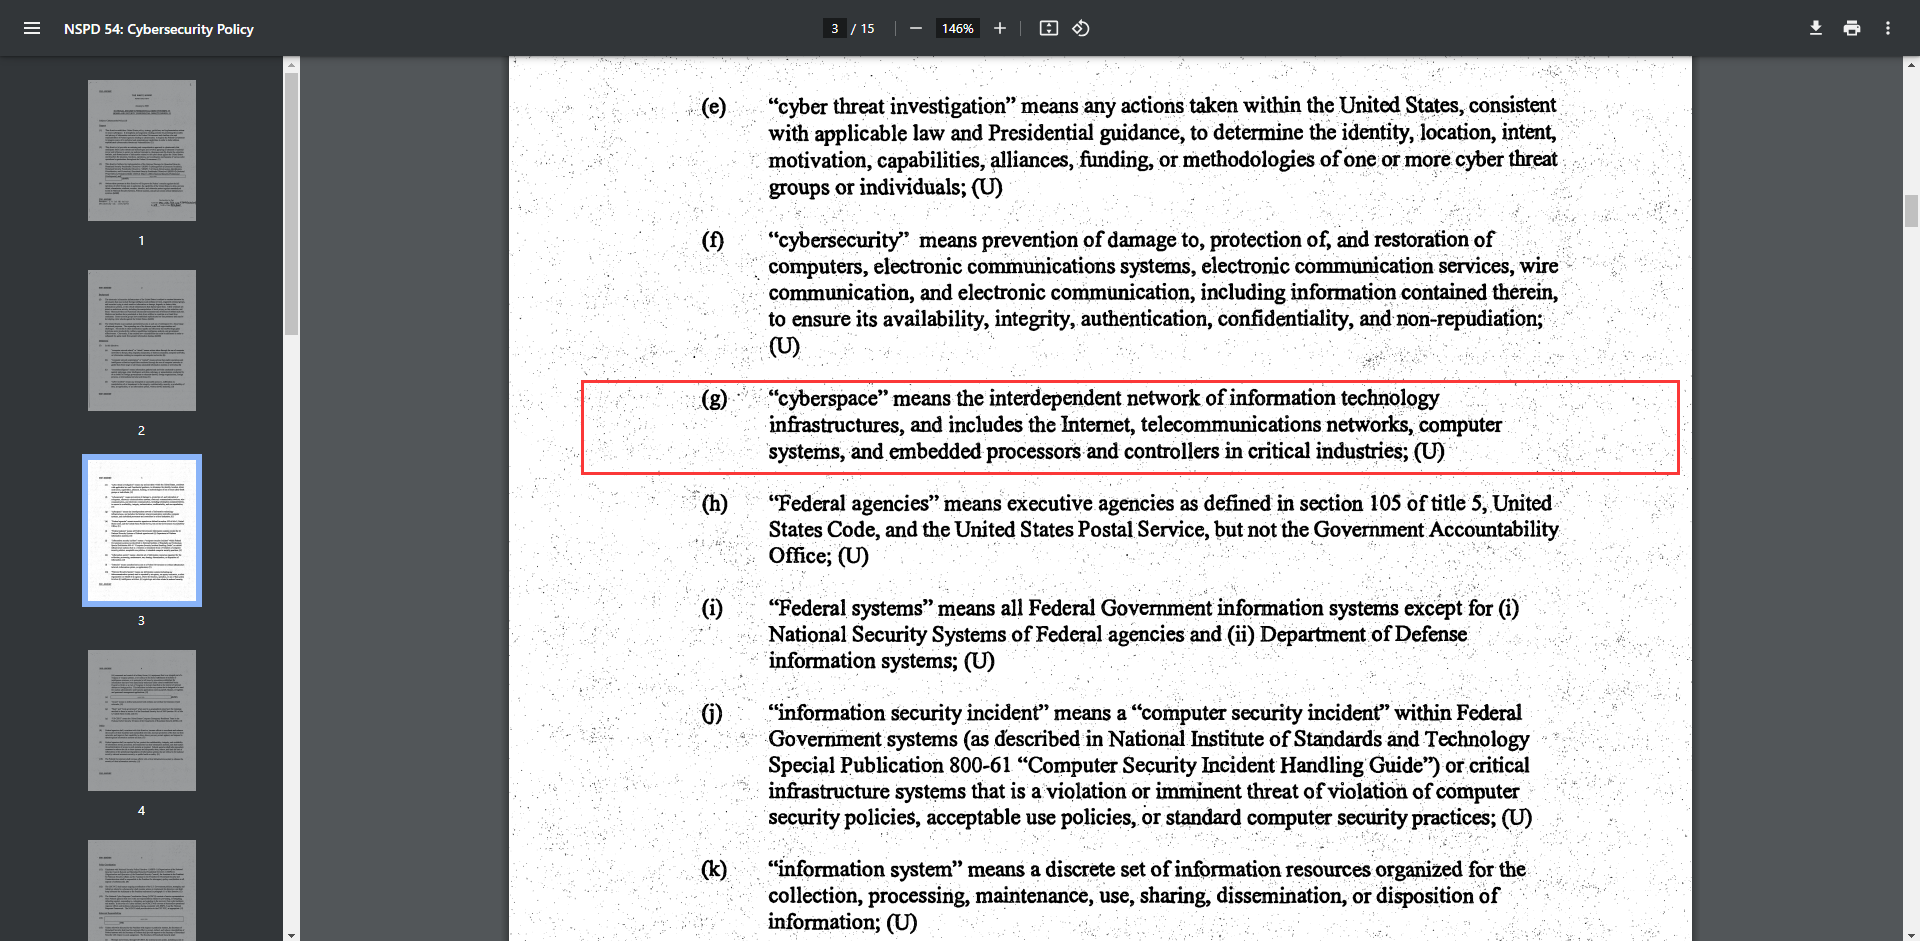 NSPD 54: Cybersecurity Policy
3 / 15
146%
1
2
3
4
(e) “cyber threat investigation” means any actions taken within the United States, consistent
with applicable law and Presidential guidance, to determine the identity, location, intent,
motivation, capabilities, alliances, funding, or methodologies of one or more cyber threat
groups or individuals; (U)
(f) “cybersecurity” means prevention of damage to, protection of, and restoration of
computers, electronic communications systems, electronic communication services, wire
communication, and electronic communication, including information contained therein,
to ensure its availability, integrity, authentication, confidentiality, and non-repudiation;
(U)
(g) “cyberspace” means the interdependent network of information technology
infrastructures, and includes the Internet, telecommunications networks, computer
systems, and embedded processors and controllers in critical industries; (U)
(h) “Federal agencies” means executive agencies as defined in section 105 of title 5, United
States Code, and the United States Postal Service, but not the Government Accountability
Office; (U)
(i) “Federal systems” means all Federal Government information systems except for (i)
National Security Systems of Federal agencies and (ii) Department of Defense
information systems; (U)
(j) “information security incident” means a “computer security incident” within Federal
Government systems (as described in National Institute of Standards and Technology
Special Publication 800-61 “Computer Security Incident Handling Guide”) or critical
infrastructure systems that is a violation or imminent threat of violation of computer
security policies, acceptable use policies, or standard computer security practices; (U)
(k) “information system” means a discrete set of information resources organized for the
collection, processing, maintenance, use, sharing, dissemination, or disposition of
information; (U)